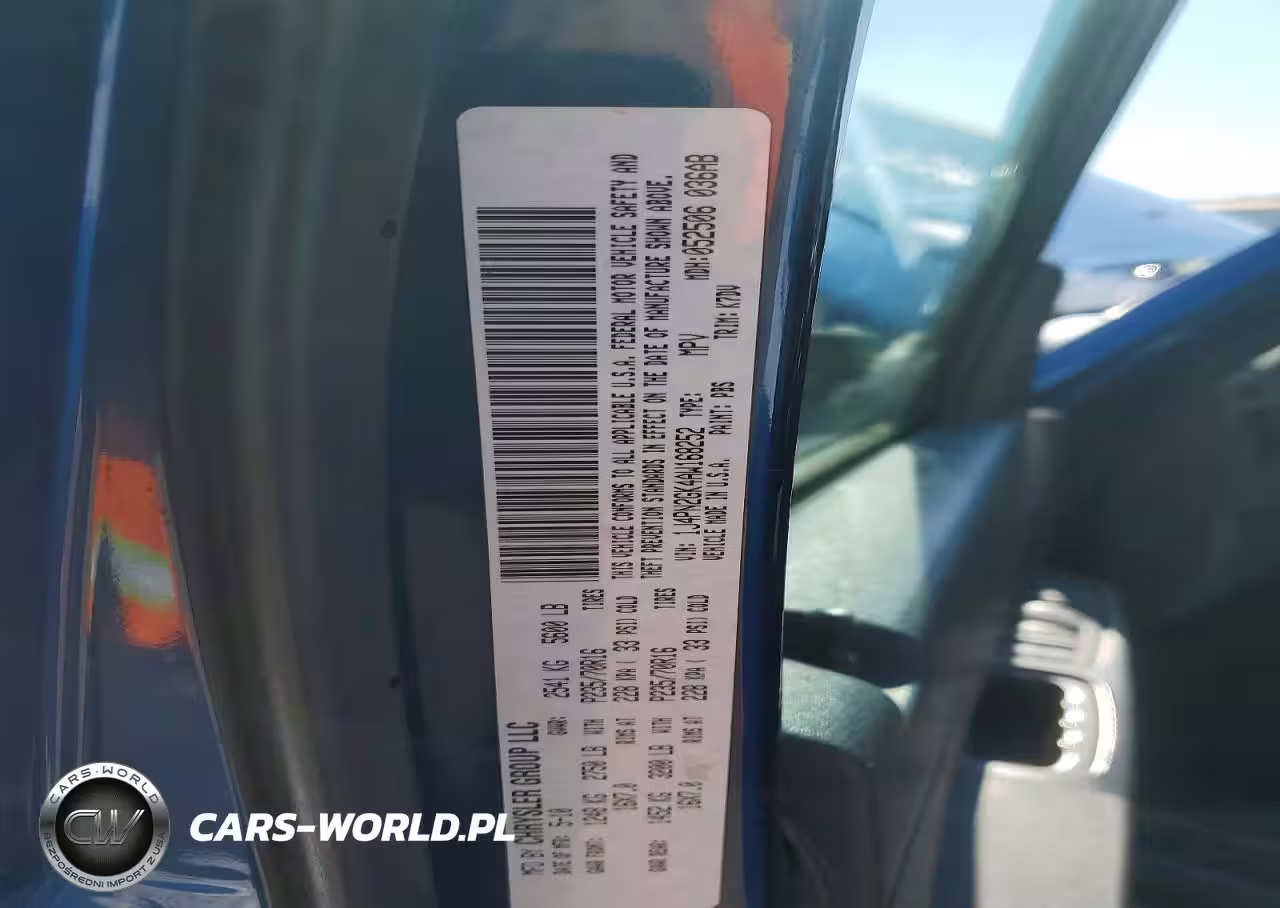 MFD BY CHRYSLER GROUP LLC
DATE OF MFR: 5-10 GVWR: 2541 KG 5600 LB
GAWR FRONT: 1248 KG 2750 LB WITH P235/70R16 TIRES
16X7.0 RIMS AT 228 KPA( 33 PSI) COLD
GAWR REAR: 1452 KG 3200 LB WITH P235/70R16 TIRES
16X7.0 RIMS AT 228 KPA( 33 PSI) COLD
THIS VEHICLE CONFORMS TO ALL APPLICABLE U.S.A. FEDERAL MOTOR VEHICLE SAFETY AND
THEFT PREVENTION STANDARDS IN EFFECT ON THE DATE OF MANUFACTURE SHOWN ABOVE.
VIN: 1J4PN2GK4AW168252 TYPE: MPV MDH:052506 036AB
VEHICLE MADE IN U.S.A. PAINT: PBS TRIM: K7DV
CARS-WORLD
CW
BEZPOŚREDNI IMPORT Z USA
CARS-WORLD.PL